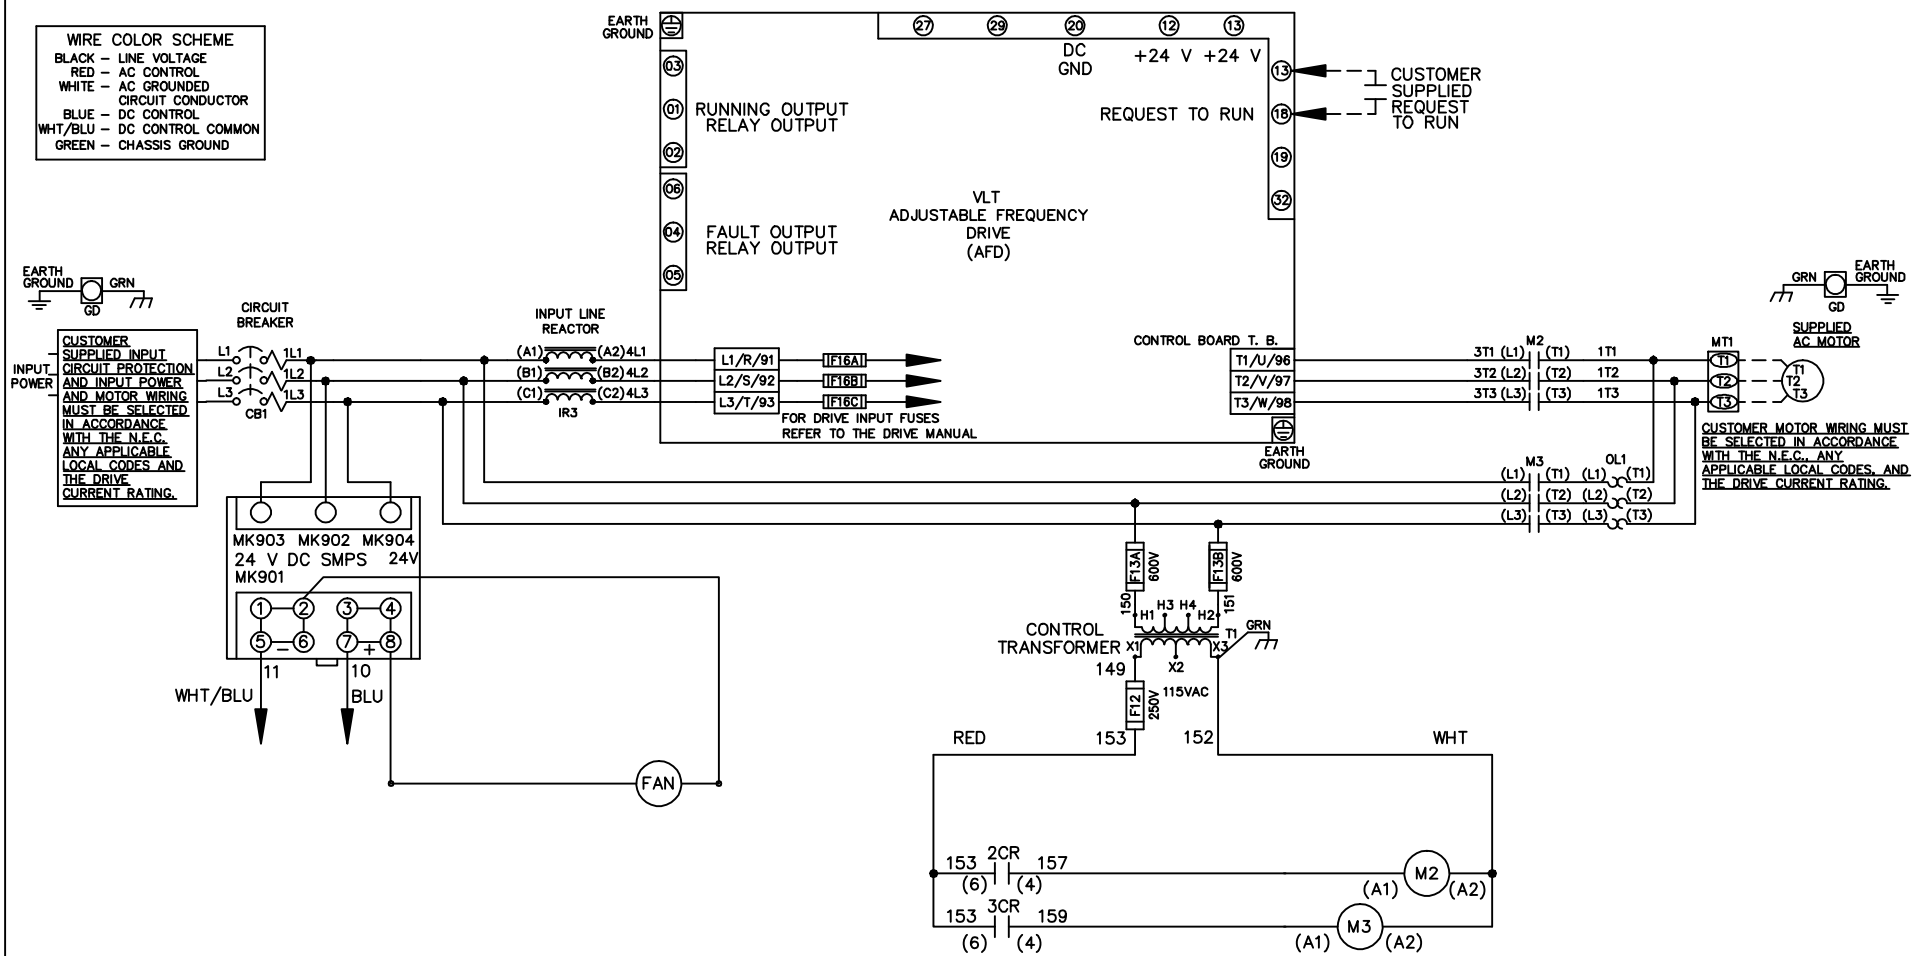 WIRE COLOR SCHEME
BLACK – LINE VOLTAGE
RED – AC CONTROL
WHITE – AC GROUNDED
CIRCUIT CONDUCTOR
BLUE – DC CONTROL
WHT/BLU – DC CONTROL COMMON
GREEN – CHASSIS GROUND
EARTH
GROUND
27 29 20 12 13
DC
GND
+24 V +24 V
03
01
02
RUNNING OUTPUT
RELAY OUTPUT
06
04
05
FAULT OUTPUT
RELAY OUTPUT
13
18
19
32
REQUEST TO RUN
CUSTOMER
SUPPLIED
REQUEST
TO RUN
VLT
ADJUSTABLE FREQUENCY
DRIVE
(AFD)
EARTH
GROUND
GRN
GD
CIRCUIT
BREAKER
INPUT LINE
REACTOR
INPUT
POWER
CUSTOMER
SUPPLIED INPUT
CIRCUIT PROTECTION
AND INPUT POWER
AND MOTOR WIRING
MUST BE SELECTED
IN ACCORDANCE
WITH THE N.E.C.
ANY APPLICABLE
LOCAL CODES AND
THE DRIVE
CURRENT RATING.
L1 1L1
L2 1L2
L3 1L3
CB1
(A1) (A2) 4L1
(B1) (B2) 4L2
(C1) (C2) 4L3
IR3
L1/R/91 F16A
L2/S/92 F16B
L3/T/93 F16C
FOR DRIVE INPUT FUSES
REFER TO THE DRIVE MANUAL
CONTROL BOARD T. B.
T1/U/96
T2/V/97
T3/W/98
EARTH
GROUND
M2
3T1 (L1) (T1) 1T1
3T2 (L2) (T2) 1T2
3T3 (L3) (T3) 1T3
MT1
T1
T2
T3
GRN
GD
EARTH
GROUND
SUPPLIED
AC MOTOR
T1
T2
T3
CUSTOMER MOTOR WIRING MUST
BE SELECTED IN ACCORDANCE
WITH THE N.E.C., ANY
APPLICABLE LOCAL CODES, AND
THE DRIVE CURRENT RATING.
M3 OL1
(L1) (T1) (L1) (T1)
(L2) (T2) (L2) (T2)
(L3) (T3) (L3) (T3)
MK903 MK902 MK904
24 V DC SMPS 24V
MK901
1 2 3 4
5 6 7 8
– +
11
10
WHT/BLU
BLU
FAN
F13A
600V
F13B
600V
150
151
H1 H3 H4 H2
CONTROL
TRANSFORMER
T1
GRN
X1
X2
X3
149
F12
250V
115VAC
153
152
RED
WHT
153 2CR 157
(6) (4)
M2
(A1) (A2)
153 3CR 159
(6) (4)
M3
(A1) (A2)